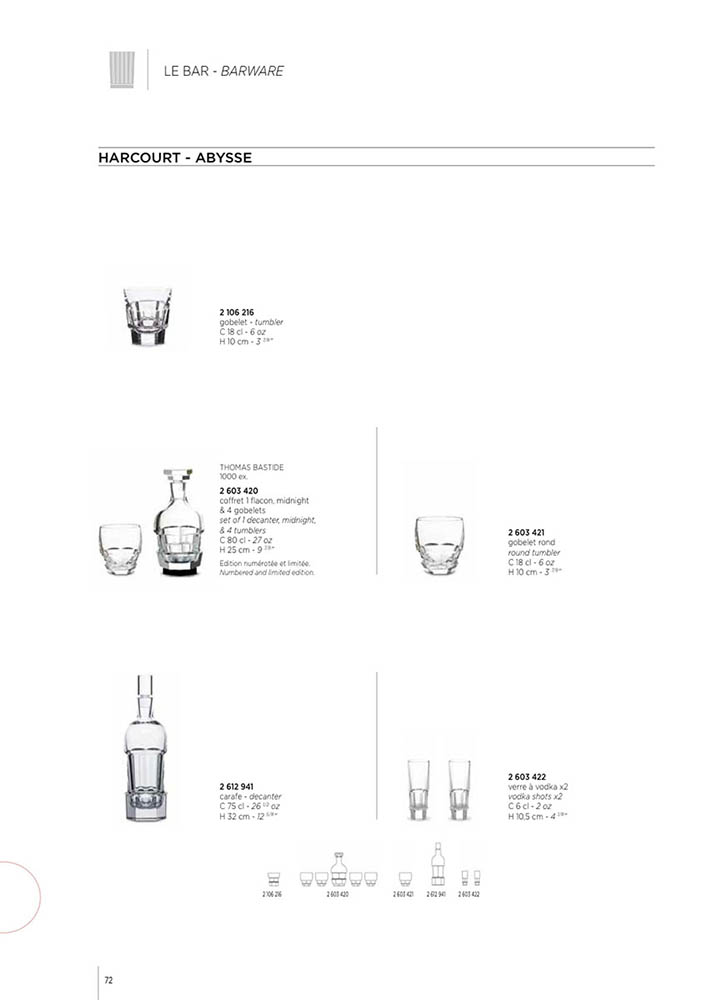 LE BAR - BARWARE
HARCOURT - ABYSSE
2 106 216
gobelet - tumbler
C 18 cl - 6 oz
H 10 cm - 3 7/8"
THOMAS BASTIDE
1000 ex.
2 603 420
coffret 1 flacon, midnight
& 4 gobelets
set of 1 decanter, midnight,
& 4 tumblers
C 80 cl - 27 oz
H 25 cm - 9 7/8"
Edition numérotée et limitée.
Numbered and limited edition.
2 603 421
gobelet rond
round tumbler
C 18 cl - 6 oz
H 10 cm - 3 7/8"
2 612 941
carafe - decanter
C 75 cl - 26 1/2 oz
H 32 cm - 12 5/8"
2 603 422
verre à vodka x2
vodka shots x2
C 6 cl - 2 oz
H 10,5 cm - 4 1/8"
2 106 216
2 603 420
2 603 421
2 612 941
2 603 422
72